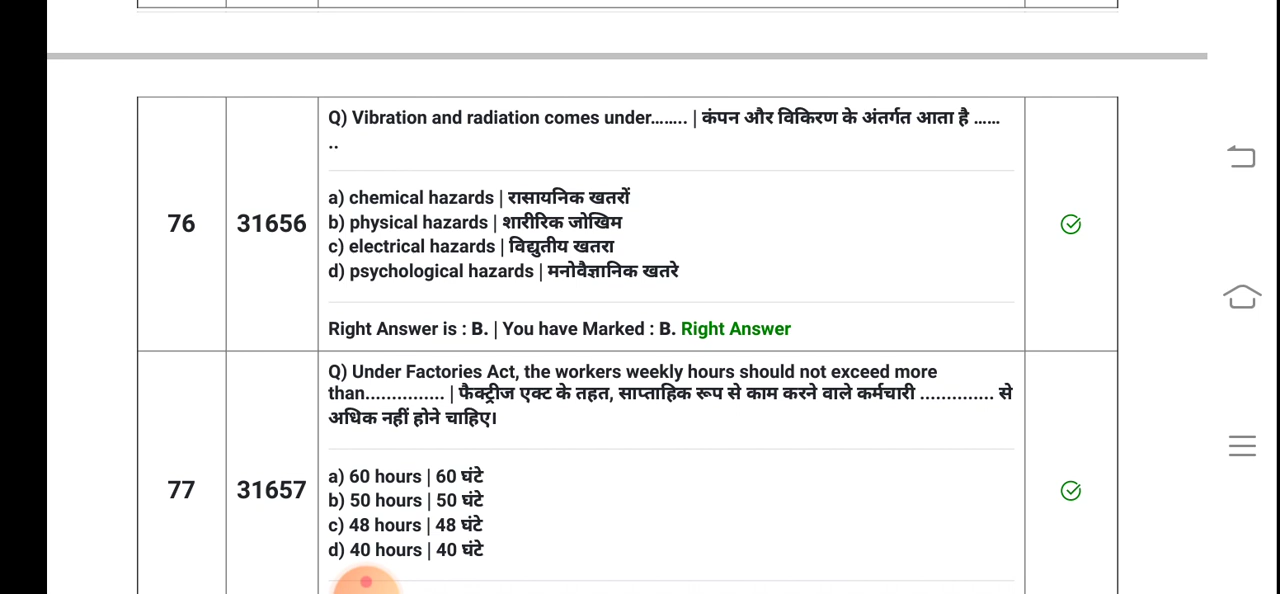 Q) Vibration and radiation comes under........ | कंपन और विकिरण के अंतर्गत आता है ......
..
a) chemical hazards | रासायनिक खतरों
76 31656 b) physical hazards | शारीरिक जोखिम
c) electrical hazards | विद्युतीय खतरा
d) psychological hazards | मनोवैज्ञानिक खतरे
Right Answer is : B. | You have Marked : B. Right Answer
Q) Under Factories Act, the workers weekly hours should not exceed more
than............... | फैक्ट्रीज एक्ट के तहत, साप्ताहिक रूप से काम करने वाले कर्मचारी .............. से
अधिक नहीं होने चाहिए।
a) 60 hours | 60 घंटे
77 31657 b) 50 hours | 50 घंटे
c) 48 hours | 48 घंटे
d) 40 hours | 40 घंटे